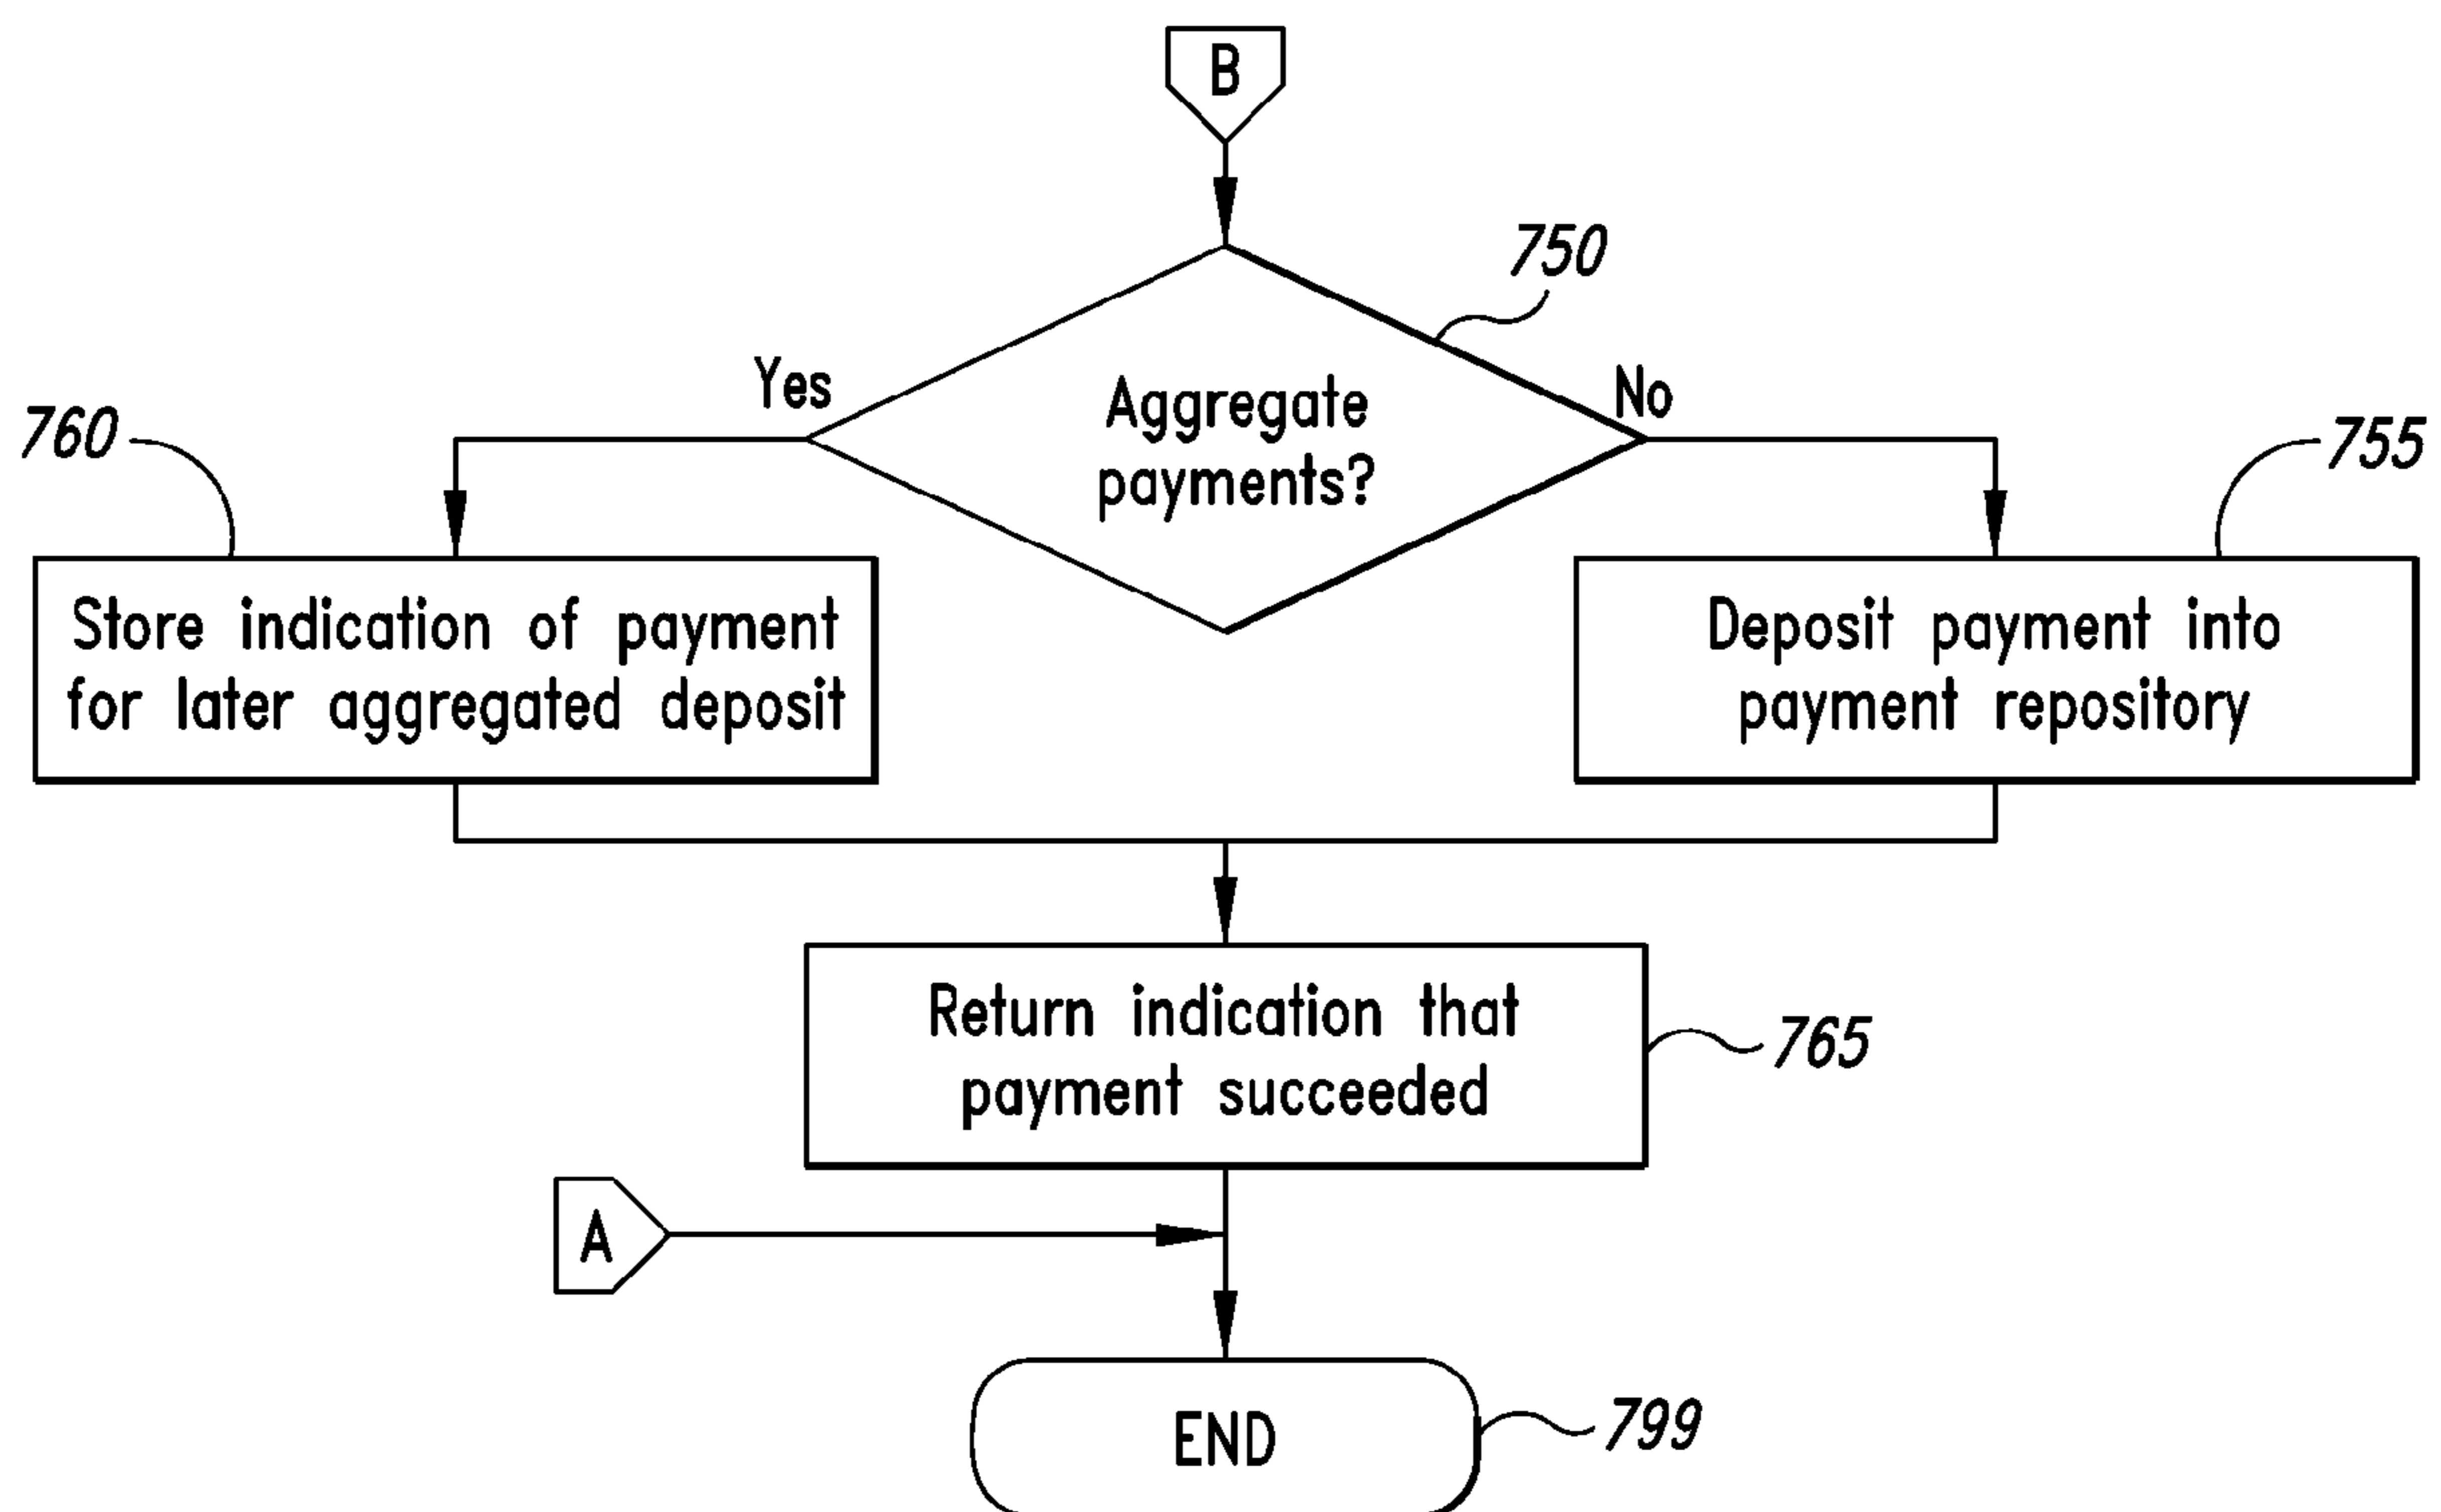 B
750
Aggregate
payments?
Yes
No
760
755
Store indication of payment
for later aggregated deposit
Deposit payment into
payment repository
Return indication that
payment succeeded
765
A
END
799